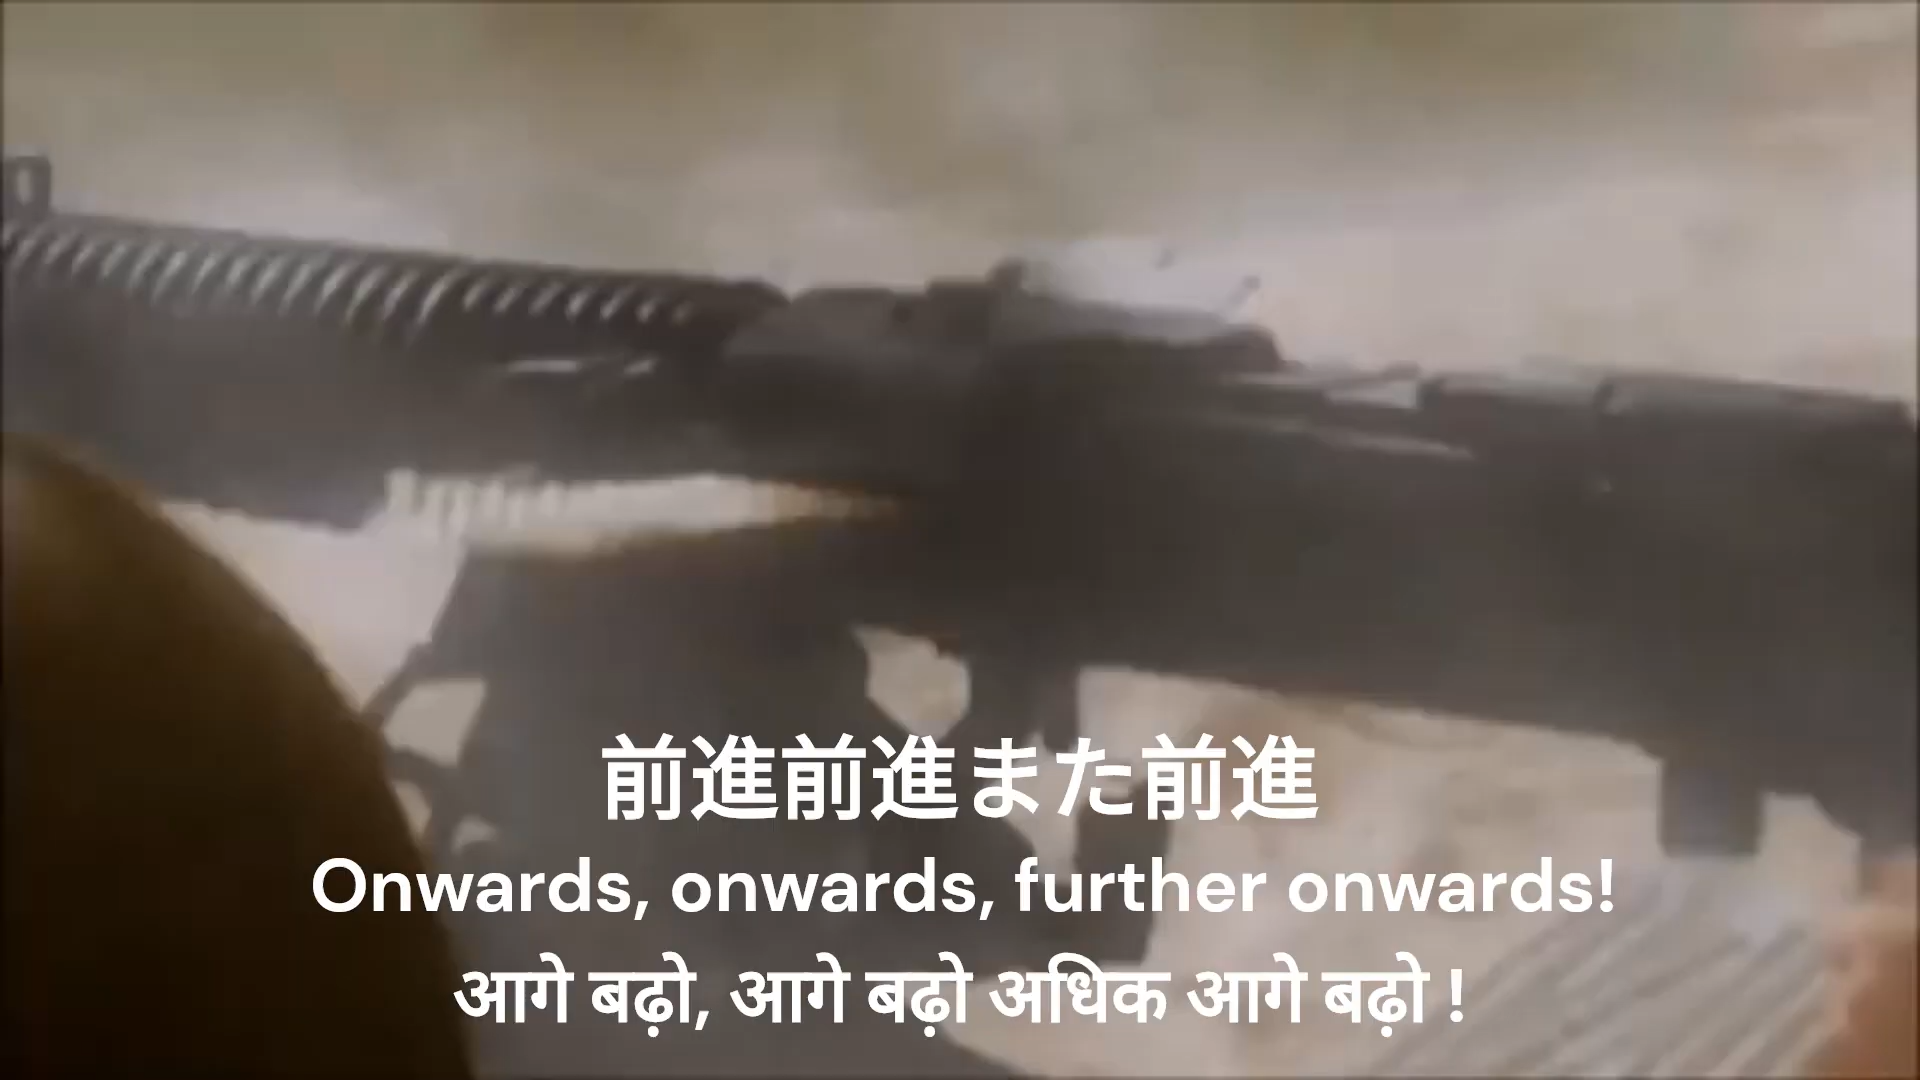 前進前進また前進
Onwards, onwards, further onwards!
आगे बढ़ो, आगे बढ़ो अधिक आगे बढ़ो !